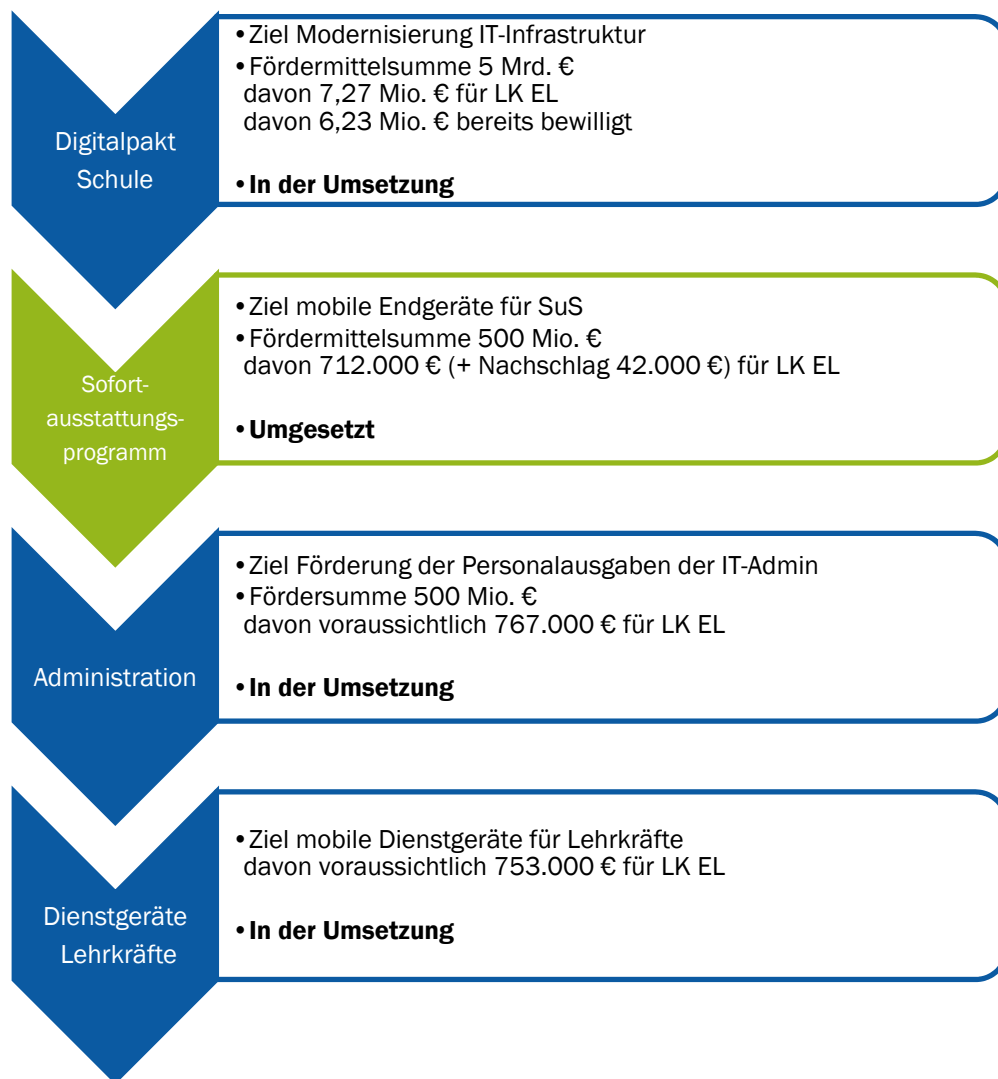 Digitalpakt
Schule
•Ziel Modernisierung IT-Infrastruktur
•Fördermittelsumme 5 Mrd. €
davon 7,27 Mio. € für LK EL
davon 6,23 Mio. € bereits bewilligt
•In der Umsetzung
Sofort-
ausstattungs-
programm
•Ziel mobile Endgeräte für SuS
•Fördermittelsumme 500 Mio. €
davon 712.000 € (+ Nachschlag 42.000 €) für LK EL
•Umgesetzt
Administration
•Ziel Förderung der Personalausgaben der IT-Admin
•Fördersumme 500 Mio. €
davon voraussichtlich 767.000 € für LK EL
•In der Umsetzung
Dienstgeräte
Lehrkräfte
•Ziel mobile Dienstgeräte für Lehrkräfte
davon voraussichtlich 753.000 € für LK EL
•In der Umsetzung